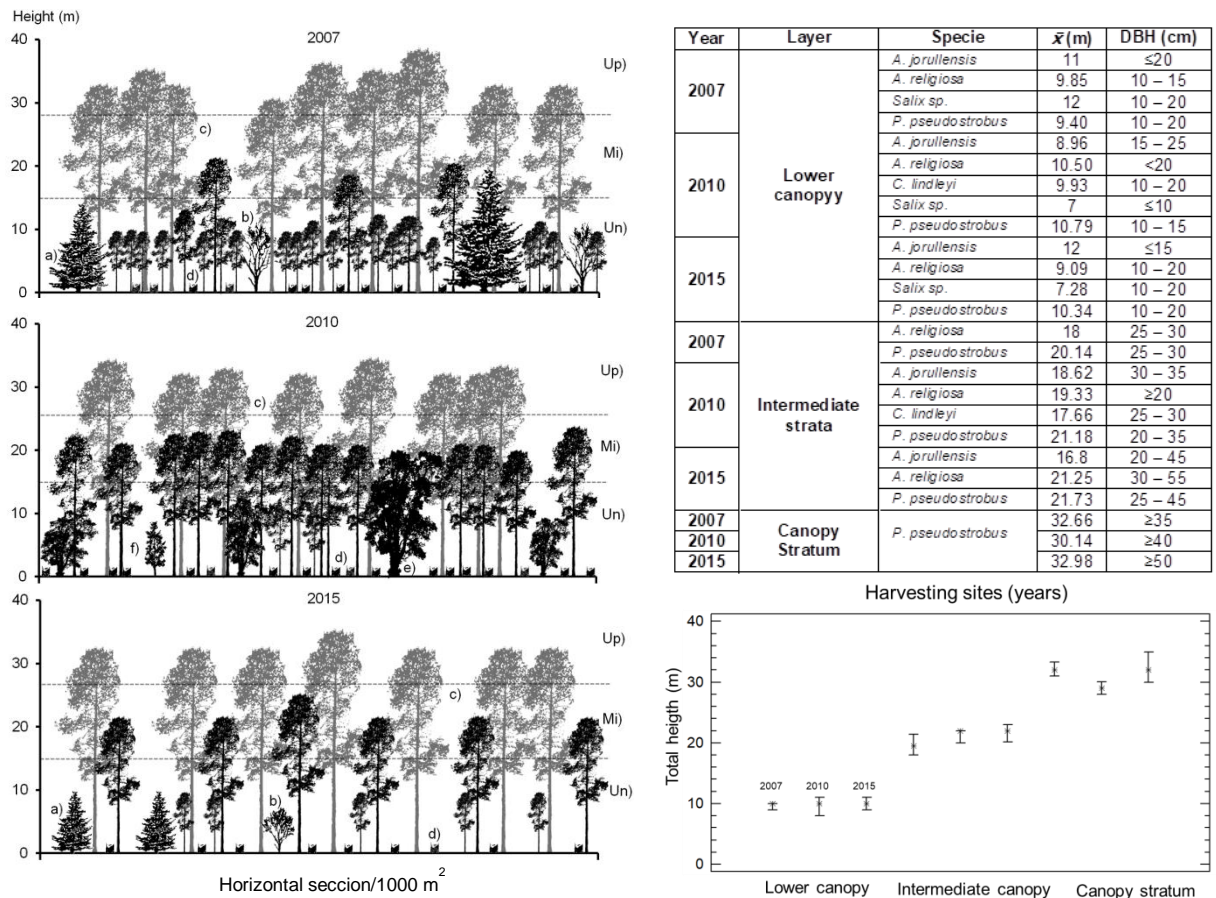 Height (m)
2007
40
30
20
10
0
Up)
Mi)
Un)
a)
b)
c)
d)
2010
40
30
20
10
0
Up)
Mi)
Un)
c)
f)
d)
e)
2015
40
30
20
10
0
Up)
Mi)
Un)
a)
b)
c)
d)
Horizontal seccion/1000 m²
Year Layer Specie x̄ (m) DBH (cm)
2007 Lower canopyy A. jorullensis 11 ≤20
A. religiosa 9.85 10 – 15
Salix sp. 12 10 – 20
P. pseudostrobus 9.40 10 – 20
2010 A. jorullensis 8.96 15 – 25
A. religiosa 10.50 <20
C. lindleyi 9.93 10 – 20
Salix sp. 7 ≤10
P. pseudostrobus 10.79 10 – 15
2015 A. jorullensis 12 ≤15
A. religiosa 9.09 10 – 20
Salix sp. 7.28 10 – 20
P. pseudostrobus 10.34 10 – 20
2007 Intermediate strata A. religiosa 18 25 – 30
P. pseudostrobus 20.14 25 – 30
2010 A. jorullensis 18.62 30 – 35
A. religiosa 19.33 ≥20
C. lindleyi 17.66 25 – 30
P. pseudostrobus 21.18 20 – 35
2015 A. jorullensis 16.8 20 – 45
A. religiosa 21.25 30 – 55
P. pseudostrobus 21.73 25 – 45
2007 Canopy Stratum P. pseudostrobus 32.66 ≥35
2010 30.14 ≥40
2015 32.98 ≥50
Harvesting sites (years)
Total heigth (m)
40
30
20
10
0
2007 2010 2015
Lower canopy Intermediate canopy Canopy stratum